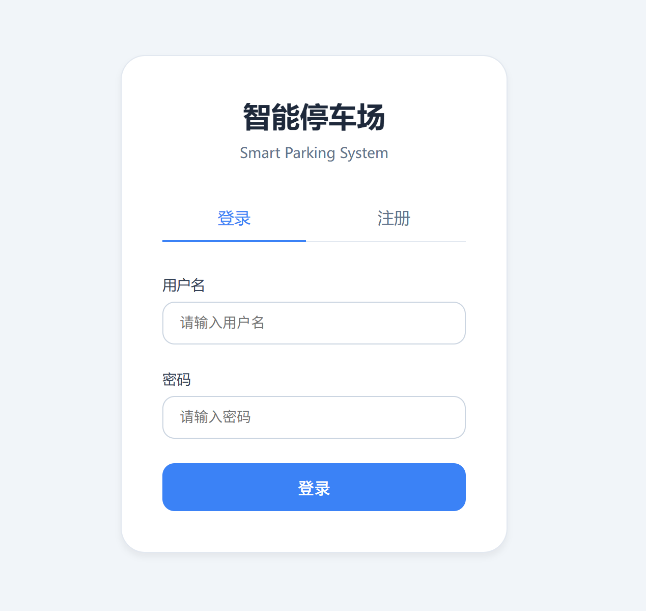 智能停车场
Smart Parking System
登录 注册
用户名
请输入用户名
密码
请输入密码
登录